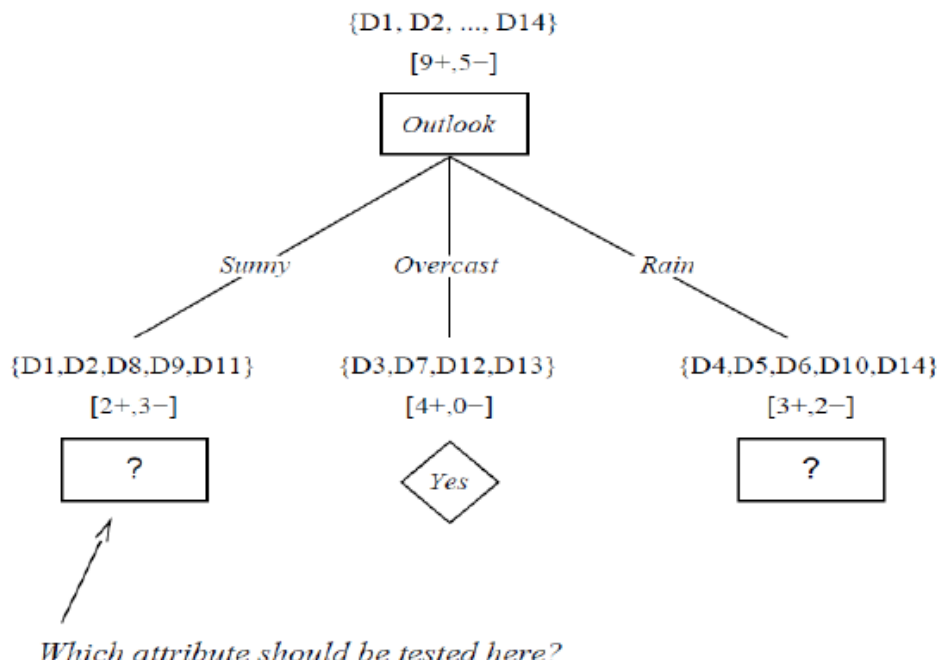 {D1, D2, ..., D14}
[9+,5−]
Outlook
Sunny
Overcast
Rain
{D1,D2,D8,D9,D11}
{D3,D7,D12,D13}
{D4,D5,D6,D10,D14}
[2+,3−]
[4+,0−]
[3+,2−]
?
Yes
?
Which attribute should be tested here?